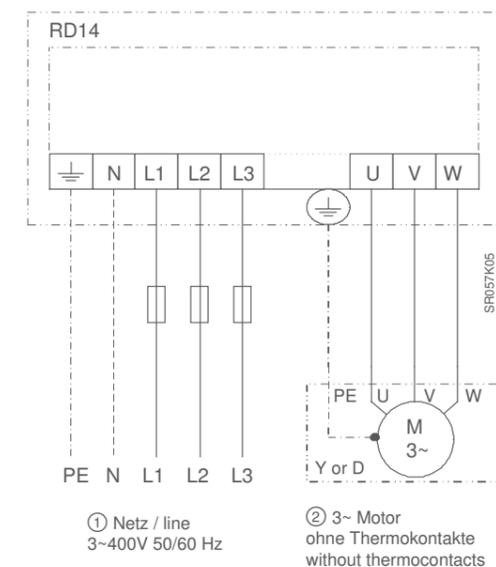 RD14
N L1 L2 L3 U V W
SR057K05
PE U V W
M
3~
Y or D
PE N L1 L2 L3
① Netz / line
3~400V 50/60 Hz
② 3~ Motor
ohne Thermokontakte
without thermocontacts